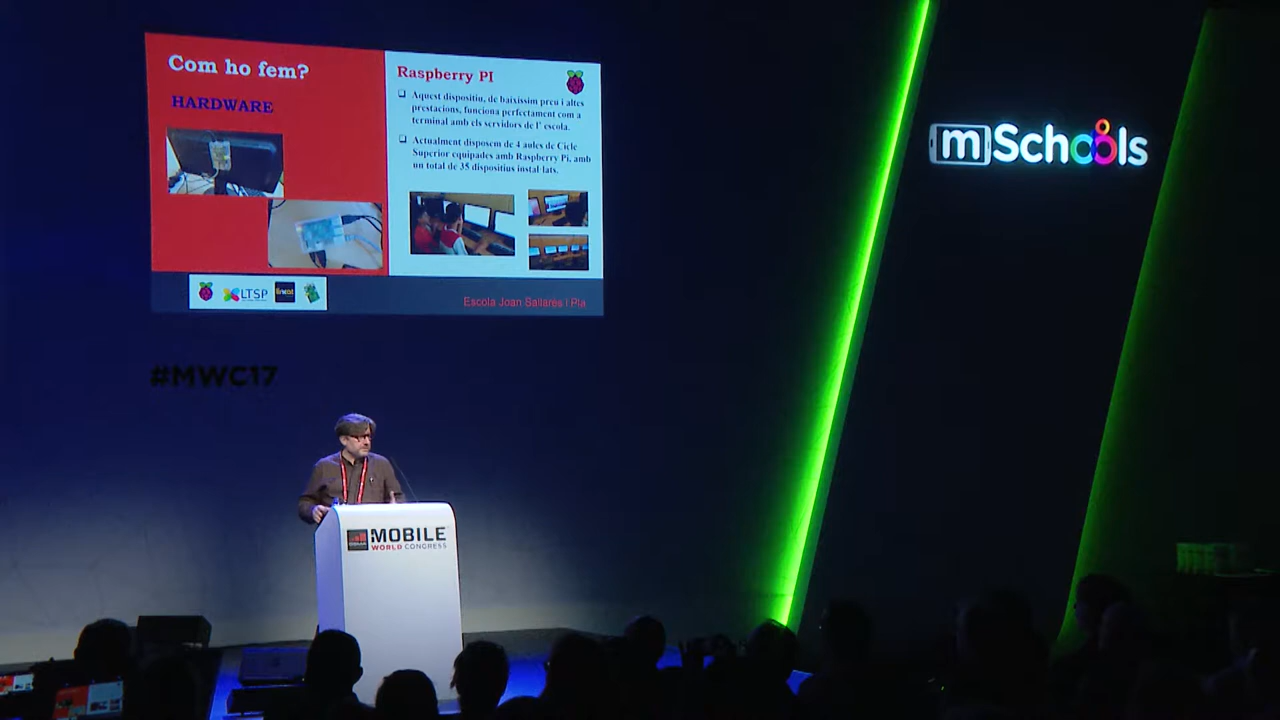 Com ho fem?
HARDWARE
Raspberry PI
Aquest dispositiu, de baixíssim preu i altes
prestacions, funciona perfectament com a
terminal amb els servidors de l' escola.
Actualment disposem de 4 aules de Cicle
Superior equipades amb Raspberry Pi, amb
un total de 35 dispositius instal·lats.
LTSP
Escola Joan Sallarès i Pla
mSchools
#MWC17
MOBILE
WORLD CONGRESS